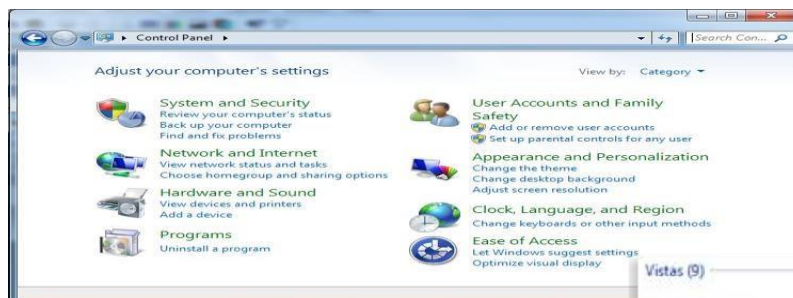 Control Panel
Search Con...
Adjust your computer's settings
View by: Category
System and Security
Review your computer's status
Back up your computer
Find and fix problems
Network and Internet
View network status and tasks
Choose homegroup and sharing options
Hardware and Sound
View devices and printers
Add a device
Programs
Uninstall a program
User Accounts and Family
Safety
Add or remove user accounts
Set up parental controls for any user
Appearance and Personalization
Change the theme
Change desktop background
Adjust screen resolution
Clock, Language, and Region
Change keyboards or other input methods
Ease of Access
Let Windows suggest settings
Optimize visual display
Vistas (9)